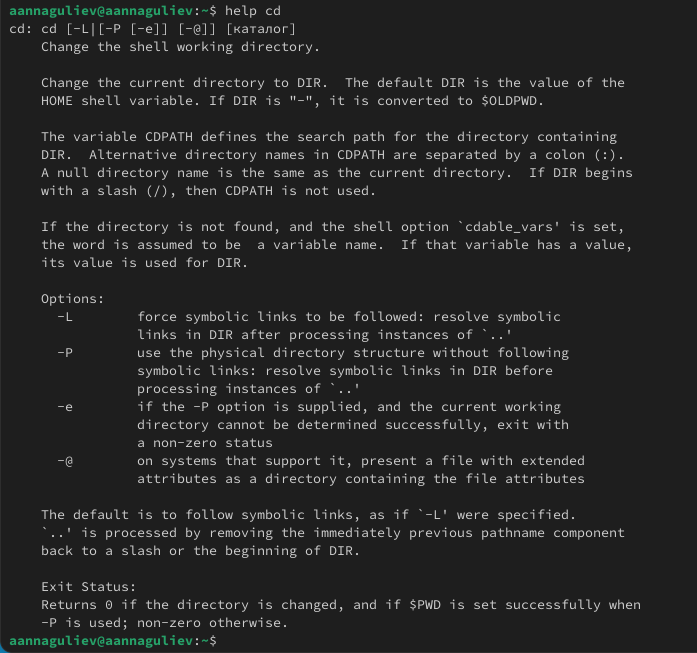 aannaguliev@aannaguliev:~$ help cd
cd: cd [-L|[-P [-e]] [-@]] [каталог]
    Change the shell working directory.

    Change the current directory to DIR.  The default DIR is the value of the
    HOME shell variable. If DIR is "-", it is converted to $OLDPWD.

    The variable CDPATH defines the search path for the directory containing
    DIR.  Alternative directory names in CDPATH are separated by a colon (:).
    A null directory name is the same as the current directory.  If DIR begins
    with a slash (/), then CDPATH is not used.

    If the directory is not found, and the shell option `cdable_vars' is set,
    the word is assumed to be  a variable name.  If that variable has a value,
    its value is used for DIR.

    Options:
      -L        force symbolic links to be followed: resolve symbolic
                links in DIR after processing instances of `..'
      -P        use the physical directory structure without following
                symbolic links: resolve symbolic links in DIR before
                processing instances of `..'
      -e        if the -P option is supplied, and the current working
                directory cannot be determined successfully, exit with
                a non-zero status
      -@        on systems that support it, present a file with extended
                attributes as a directory containing the file attributes

    The default is to follow symbolic links, as if `-L' were specified.
    `..' is processed by removing the immediately previous pathname component
    back to a slash or the beginning of DIR.

    Exit Status:
    Returns 0 if the directory is changed, and if $PWD is set successfully when
    -P is used; non-zero otherwise.
aannaguliev@aannaguliev:~$